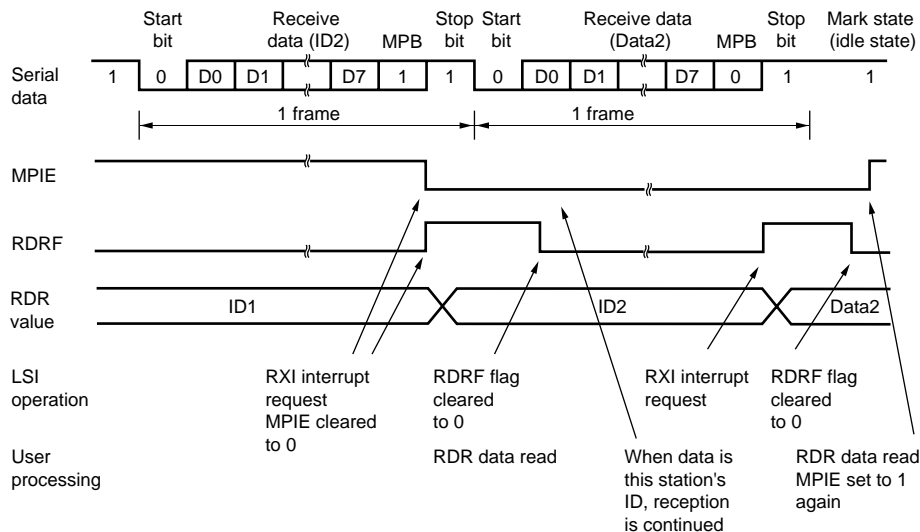 Start bit
Receive data (ID2)
MPB
Stop bit
Start bit
Receive data (Data2)
MPB
Stop bit
Mark state (idle state)
Serial data
1 0 D0 D1 D7 1 1 0 D0 D1 D7 0 1 1
1 frame 1 frame
MPIE
RDRF
RDR value
ID1 ID2 Data2
LSI operation
RXI interrupt
request
MPIE cleared
to 0
RDRF flag
cleared
to 0
RXI interrupt
request
RDRF flag
cleared
to 0
User processing
RDR data read
When data is
this station's
ID, reception
is continued
RDR data read
MPIE set to 1
again